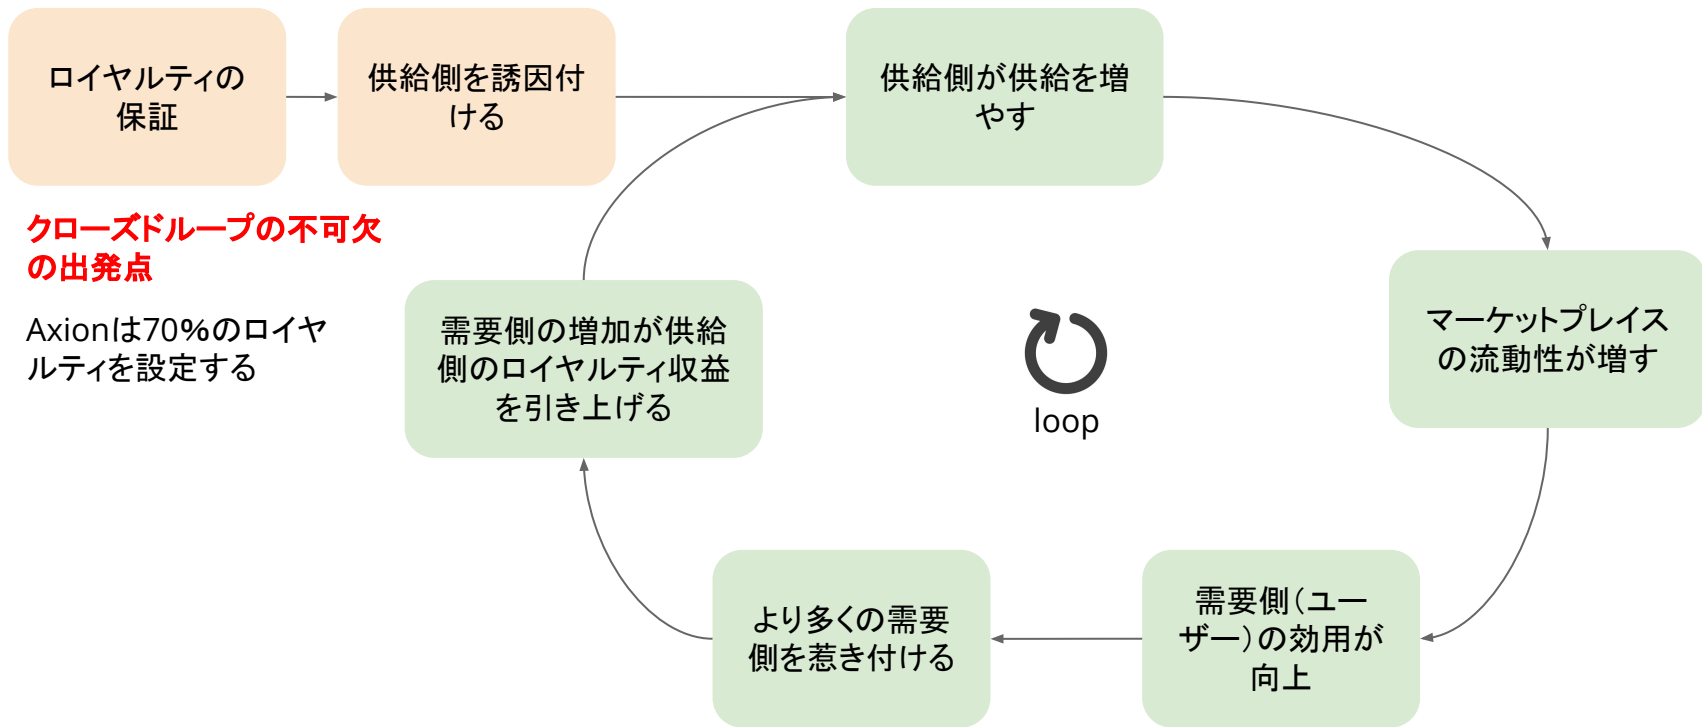 ロイヤルティの
保証
供給側を誘因付
ける
供給側が供給を増
やす
クローズドループの不可欠
の出発点
Axionは70%のロイヤ
ルティを設定する
需要側の増加が供給
側のロイヤルティ収益
を引き上げる
loop
マーケットプレイス
の流動性が増す
より多くの需要
側を惹き付ける
需要側（ユー
ザー）の効用が
向上